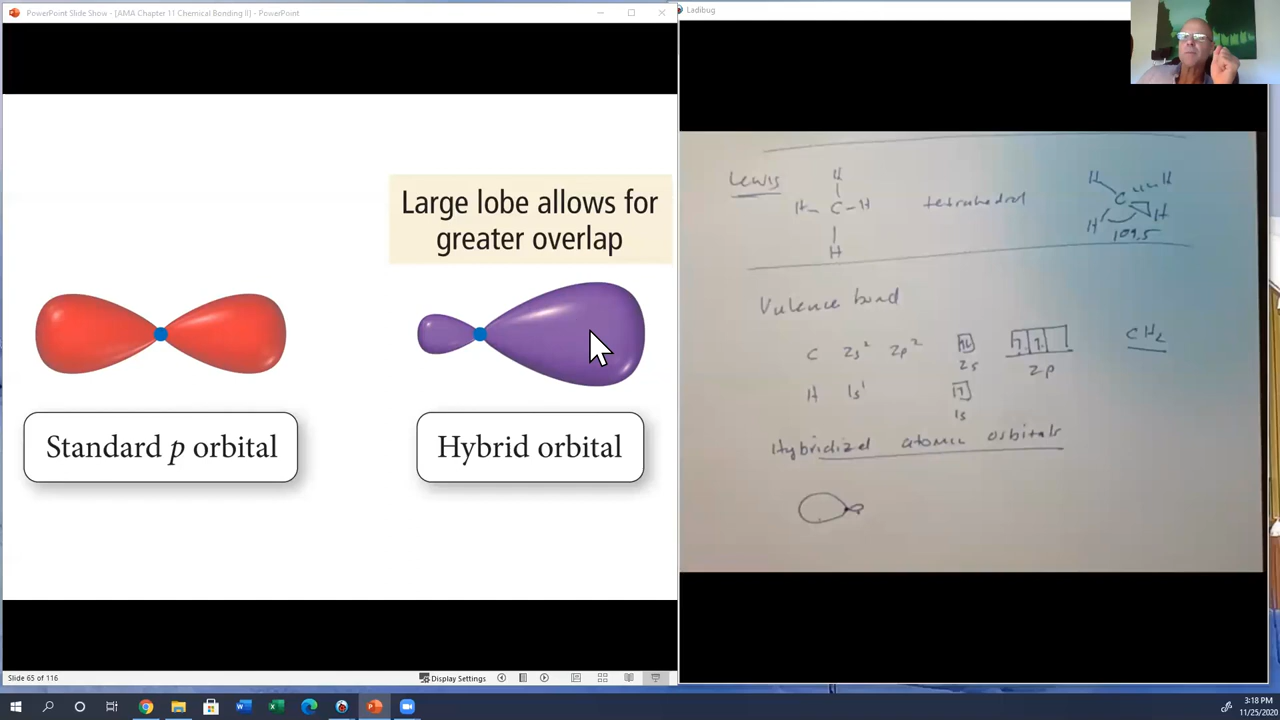 PowerPoint Slide Show - [AMA Chapter 11 Chemical Bonding II] - PowerPoint
Large lobe allows for
greater overlap
Standard p orbital
Hybrid orbital
Slide 65 of 116
Display Settings
Ladibug
Lewis
H
H - C - H
H
tetrahedral
H H
C
H H
109.5
Valence bond
C 2s² 2p² 2s 2p
CH₂
H 1s¹ 1s
Hybridized atomic orbitals
3:18 PM
11/25/2020